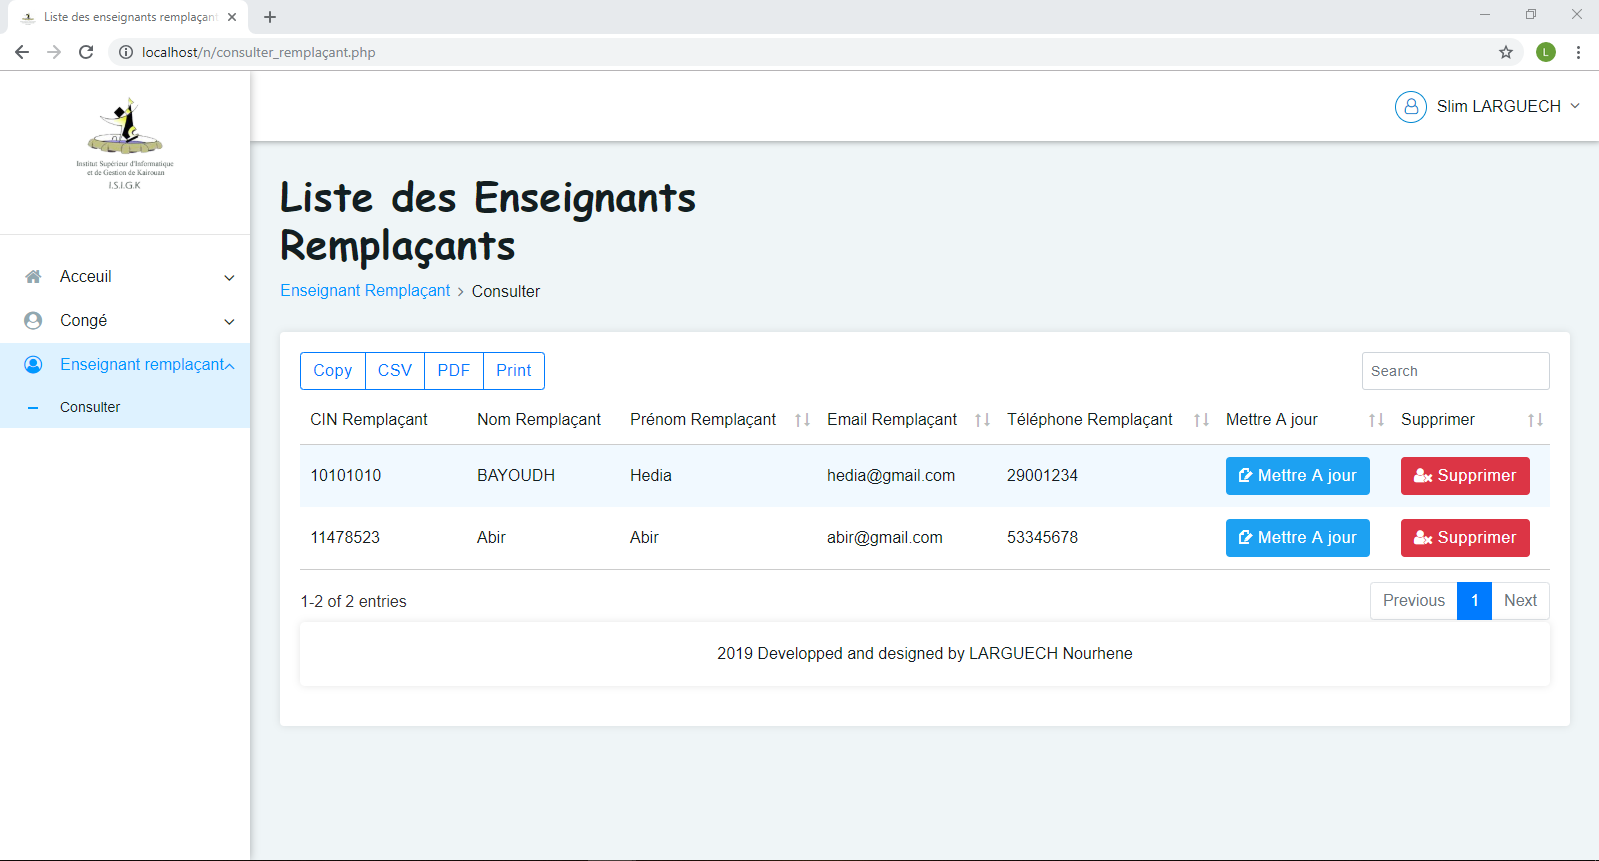 Liste des enseignants remplaçant
localhost/n/consulter_remplaçant.php
L
Institut Supérieur d'Informatique
et de Gestion de Kairouan
I.S.I.G.K
Slim LARGUECH
Acceuil
Congé
Enseignant remplaçant
Consulter
Liste des Enseignants
Remplaçants
Enseignant Remplaçant > Consulter
Copy CSV PDF Print
Search
CIN Remplaçant Nom Remplaçant Prénom Remplaçant Email Remplaçant Téléphone Remplaçant Mettre A jour Supprimer
10101010 BAYOUDH Hedia hedia@gmail.com 29001234 Mettre A jour Supprimer
11478523 Abir Abir abir@gmail.com 53345678 Mettre A jour Supprimer
1-2 of 2 entries
Previous 1 Next
2019 Developped and designed by LARGUECH Nourhene